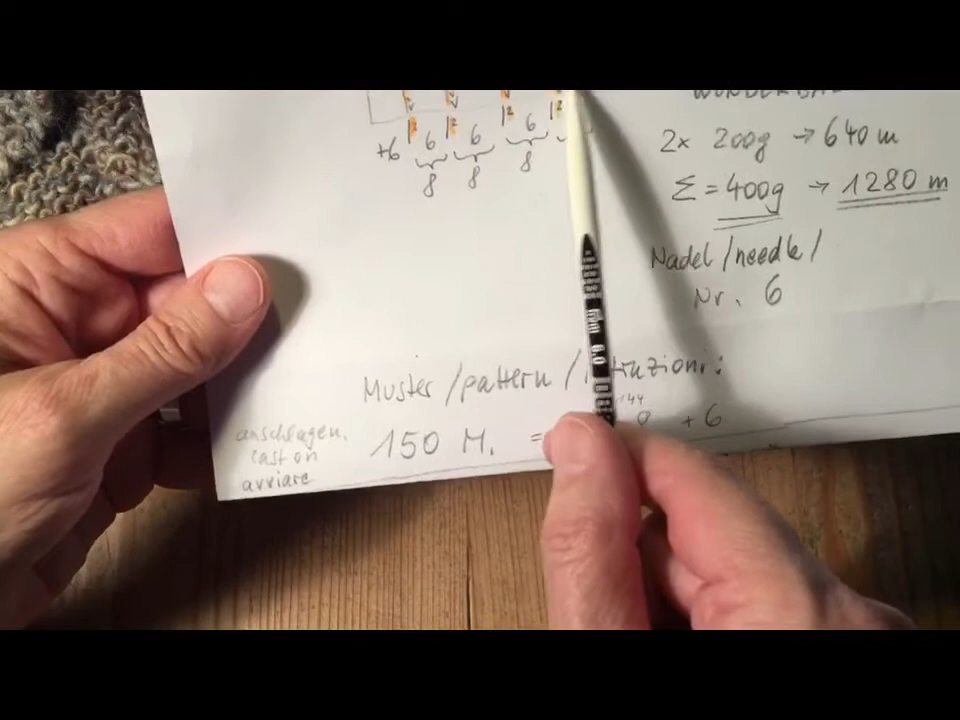 2x 200g → 640 m
Σ = 400g → 1280 m
Nadel / needle /
Nr. 6
+6 6 6 6
8 8 8
Muster / pattern / istruzioni:
144
150 M. = 8 + 6
anschlagen,
cast on
avviare